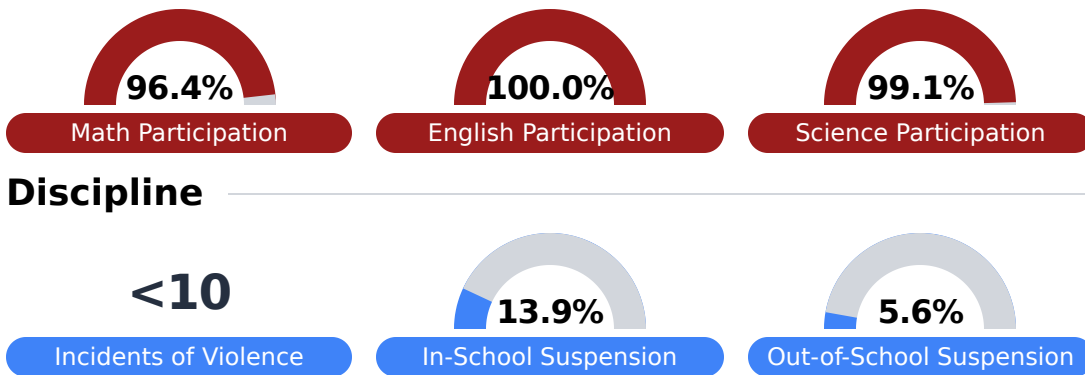 96.4% 100.0% 99.1%
Math Participation English Participation Science Participation
Discipline
<10 13.9% 5.6%
Incidents of Violence In-School Suspension Out-of-School Suspension